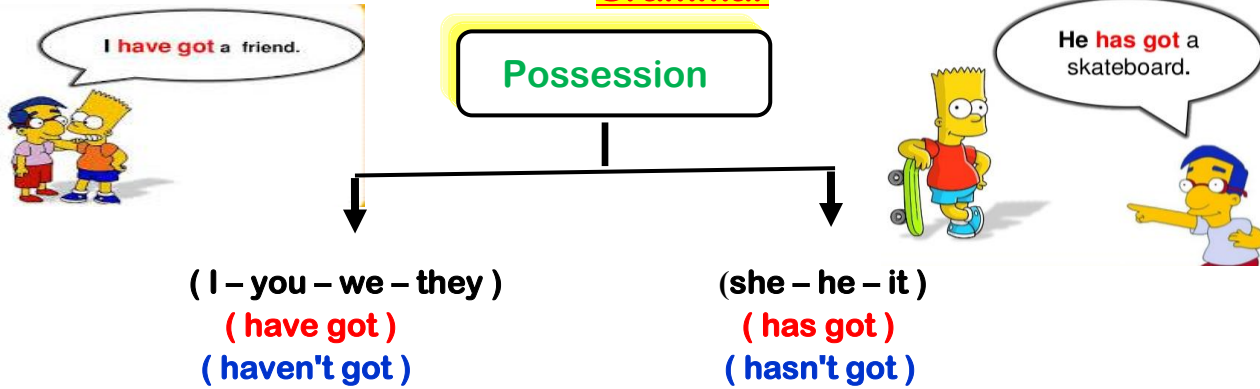 Grammar
I have got a friend.
Possession
He has got a
skateboard.
( I – you – we – they )
( have got )
( haven't got )
(she – he – it )
( has got )
( hasn't got )